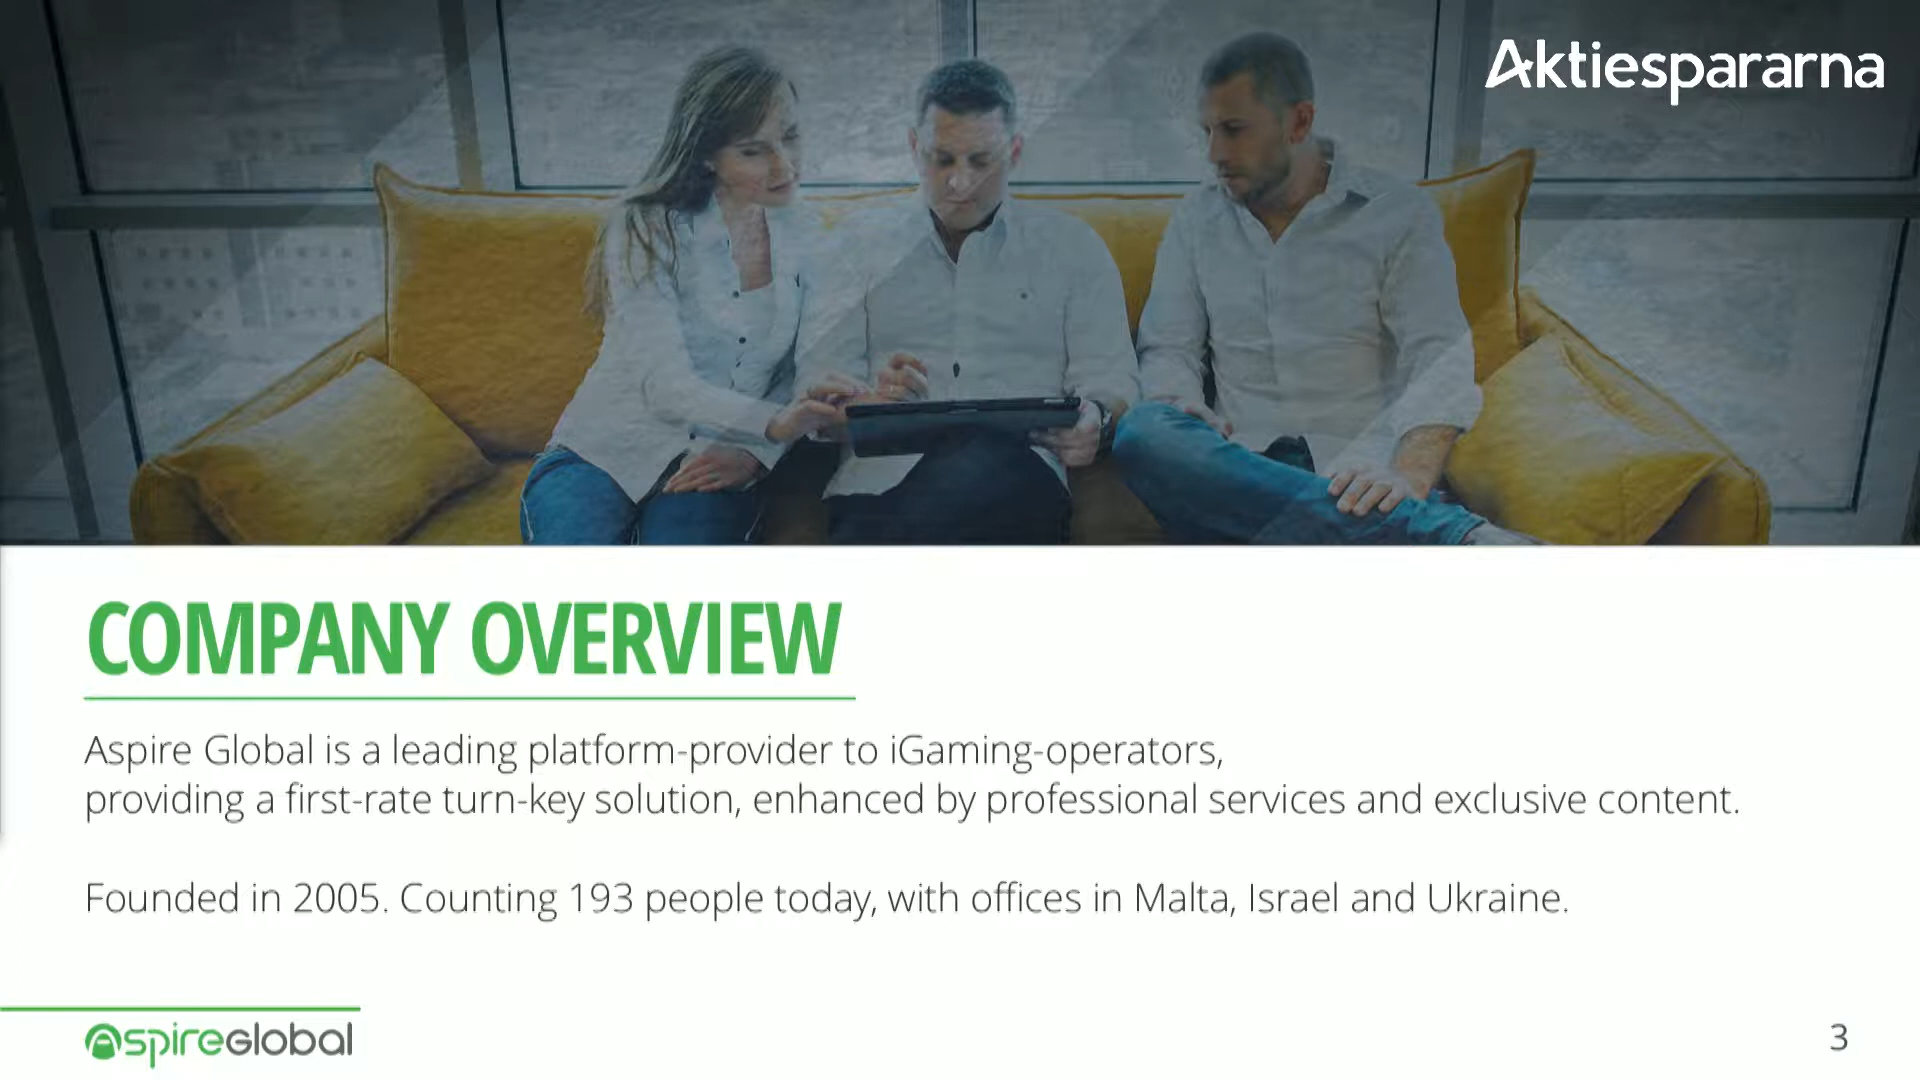 Aktiespararna
COMPANY OVERVIEW
Aspire Global is a leading platform-provider to iGaming-operators,
providing a first-rate turn-key solution, enhanced by professional services and exclusive content.
Founded in 2005. Counting 193 people today, with offices in Malta, Israel and Ukraine.
aspireGlobal
3